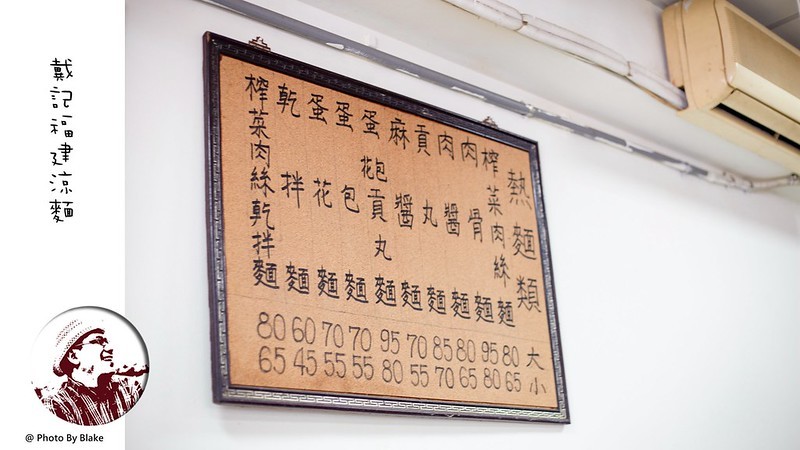 戴記福建涼麵
熱麵類 大 小
榨菜肉絲麵 80 65
肉骨麵 95 80
肉醬麵 80 65
貢丸麵 85 70
麻醬麵 70 55
蛋包花貢丸麵 95 80
蛋包麵 70 55
蛋花麵 70 55
乾拌麵 60 45
榨菜肉絲乾拌麵 80 65
@ Photo By Blake